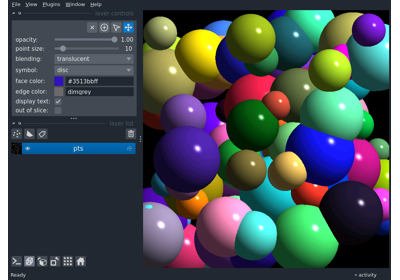 File View Plugins Window Help
layer controls
opacity: 1.00
point size: 10
blending: translucent
symbol: disc
face color: #3513bbff
edge color: dimgrey
display text:
out of slice:
layer list
pts
Ready
activity